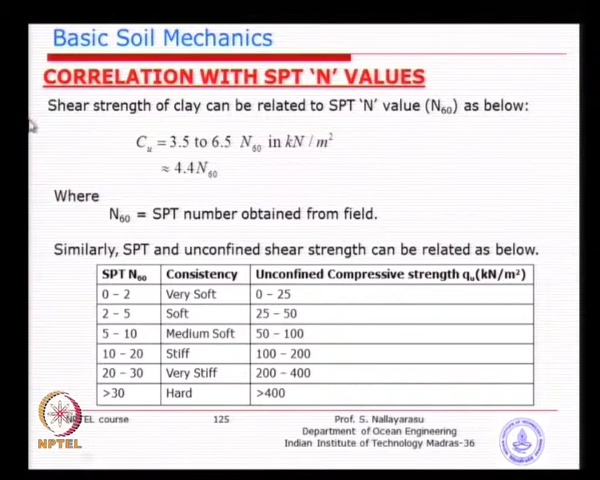 Basic Soil Mechanics
CORRELATION WITH SPT 'N' VALUES
Shear strength of clay can be related to SPT 'N' value (N60) as below:
Cu = 3.5 to 6.5 N60 in kN / m²
≈ 4.4N60
Where
N60 = SPT number obtained from field.
Similarly, SPT and unconfined shear strength can be related as below.
SPT N60 Consistency Unconfined Compressive strength qu(kN/m²)
0 – 2 Very Soft 0 – 25
2 – 5 Soft 25 – 50
5 – 10 Medium Soft 50 – 100
10 – 20 Stiff 100 – 200
20 – 30 Very Stiff 200 – 400
>30 Hard >400
NPTEL course 125 Prof. S. Nallayarasu
Department of Ocean Engineering
Indian Institute of Technology Madras-36
NPTEL